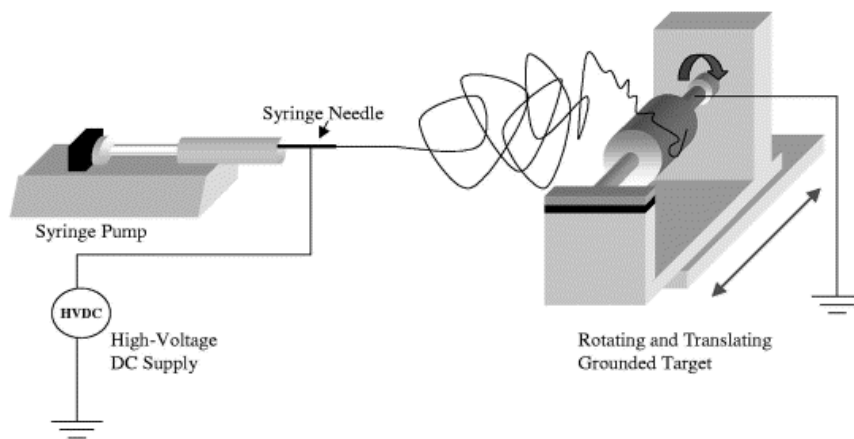 Syringe Needle
Syringe Pump
HVDC
High-Voltage
DC Supply
Rotating and Translating
Grounded Target